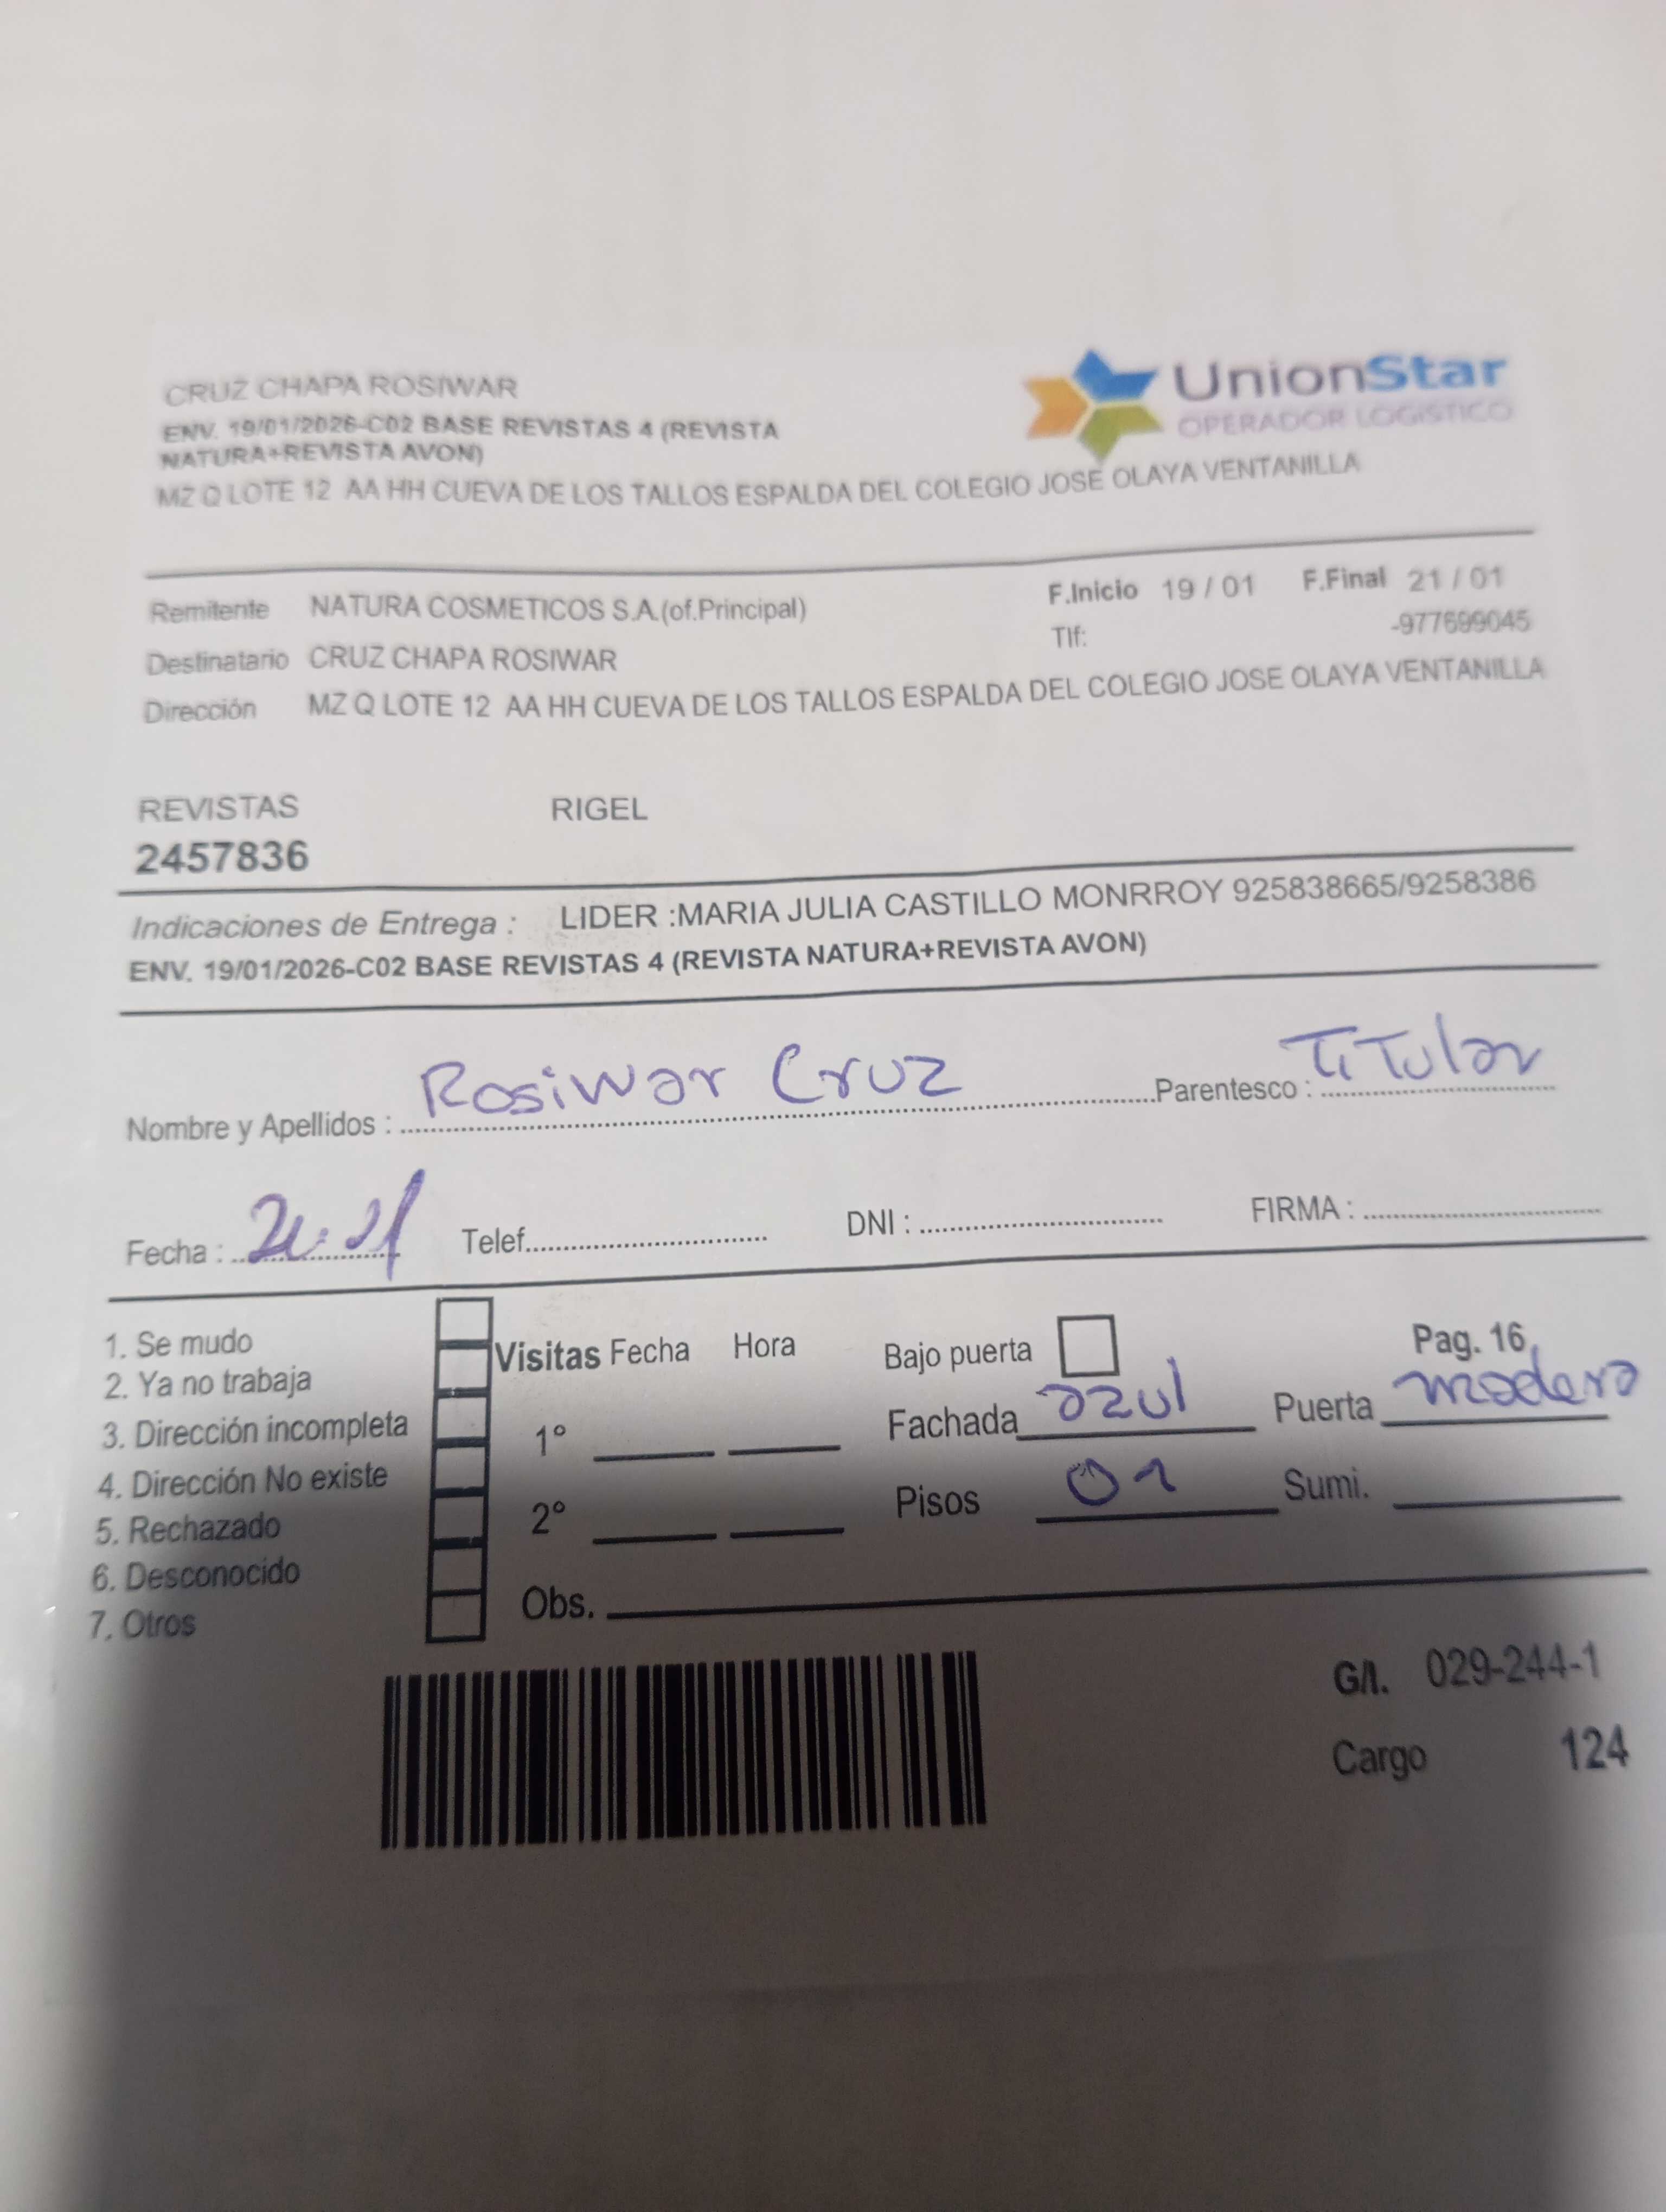 CRUZ CHAPA ROSIWAR
ENV. 19/01/2026-C02 BASE REVISTAS 4 (REVISTA
NATURA+REVISTA AVON)
MZ Q LOTE 12 AA HH CUEVA DE LOS TALLOS ESPALDA DEL COLEGIO JOSE OLAYA VENTANILLA
UnionStar
OPERADOR LOGISTICO
Remitente NATURA COSMETICOS S.A.(of.Principal) F.Inicio 19 / 01 F.Final 21 / 01
Tlf: -977699045
Destinatario CRUZ CHAPA ROSIWAR
Dirección MZ Q LOTE 12 AA HH CUEVA DE LOS TALLOS ESPALDA DEL COLEGIO JOSE OLAYA VENTANILLA
REVISTAS RIGEL
2457836
Indicaciones de Entrega : LIDER :MARIA JULIA CASTILLO MONRROY 925838665/9258386
ENV. 19/01/2026-C02 BASE REVISTAS 4 (REVISTA NATURA+REVISTA AVON)
Nombre y Apellidos : Rosiwar Cruz Parentesco : Titular
Fecha : Telef. DNI : FIRMA :
1. Se mudo
2. Ya no trabaja
3. Dirección incompleta
4. Dirección No existe
5. Rechazado
6. Desconocido
7. Otros
Visitas Fecha Hora
1°
2°
Obs.
Bajo puerta Pag. 16
Fachada azul Puerta madera
Pisos 01 Sumi.
G/I. 029-244-1
Cargo 124